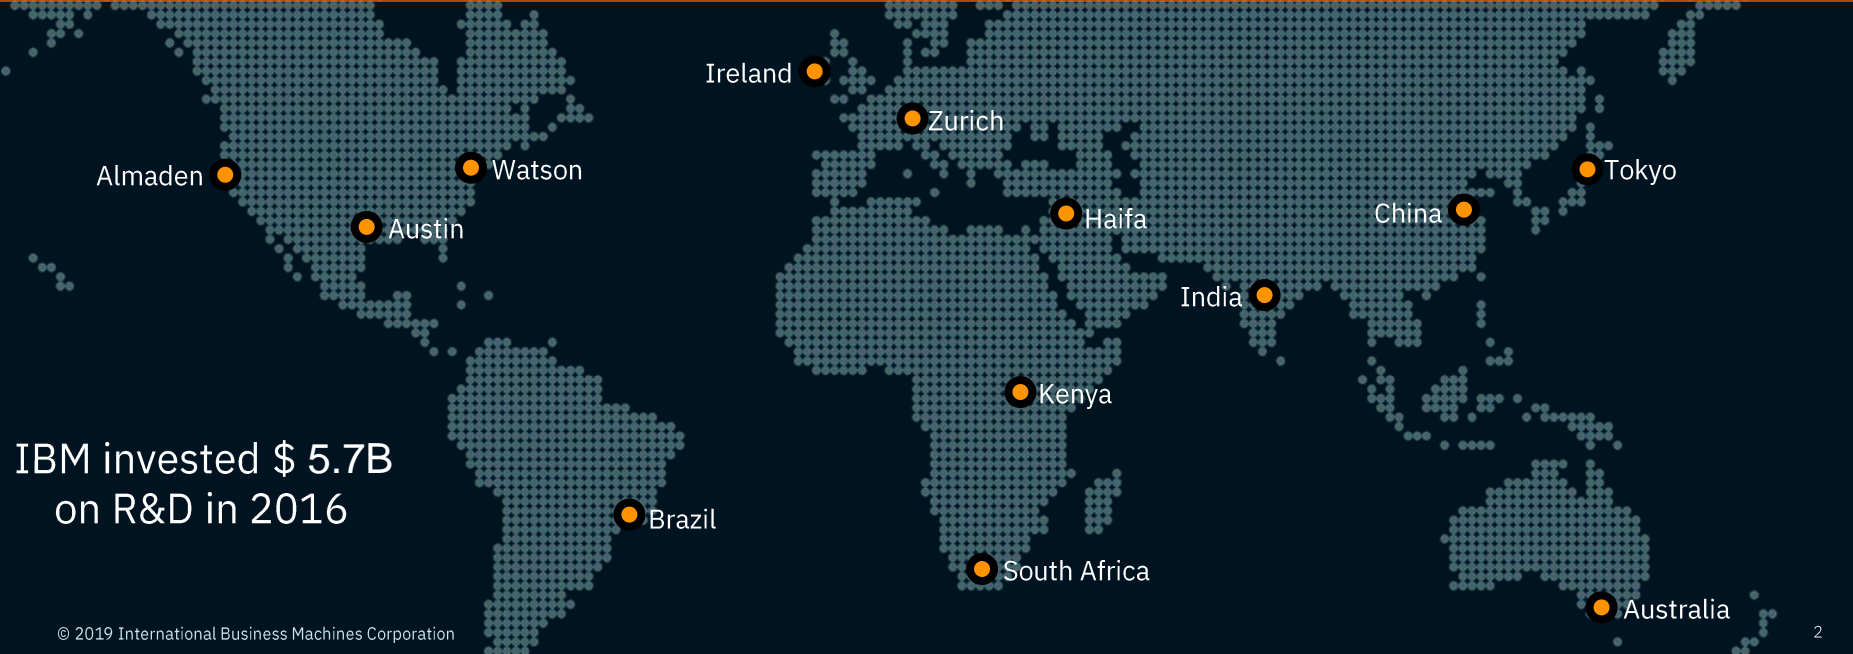 Ireland
Zurich
Almaden
Watson
Tokyo
Austin
China
Haifa
India
Kenya
IBM invested $ 5.7B
on R&D in 2016
Brazil
South Africa
Australia
© 2019 International Business Machines Corporation
2